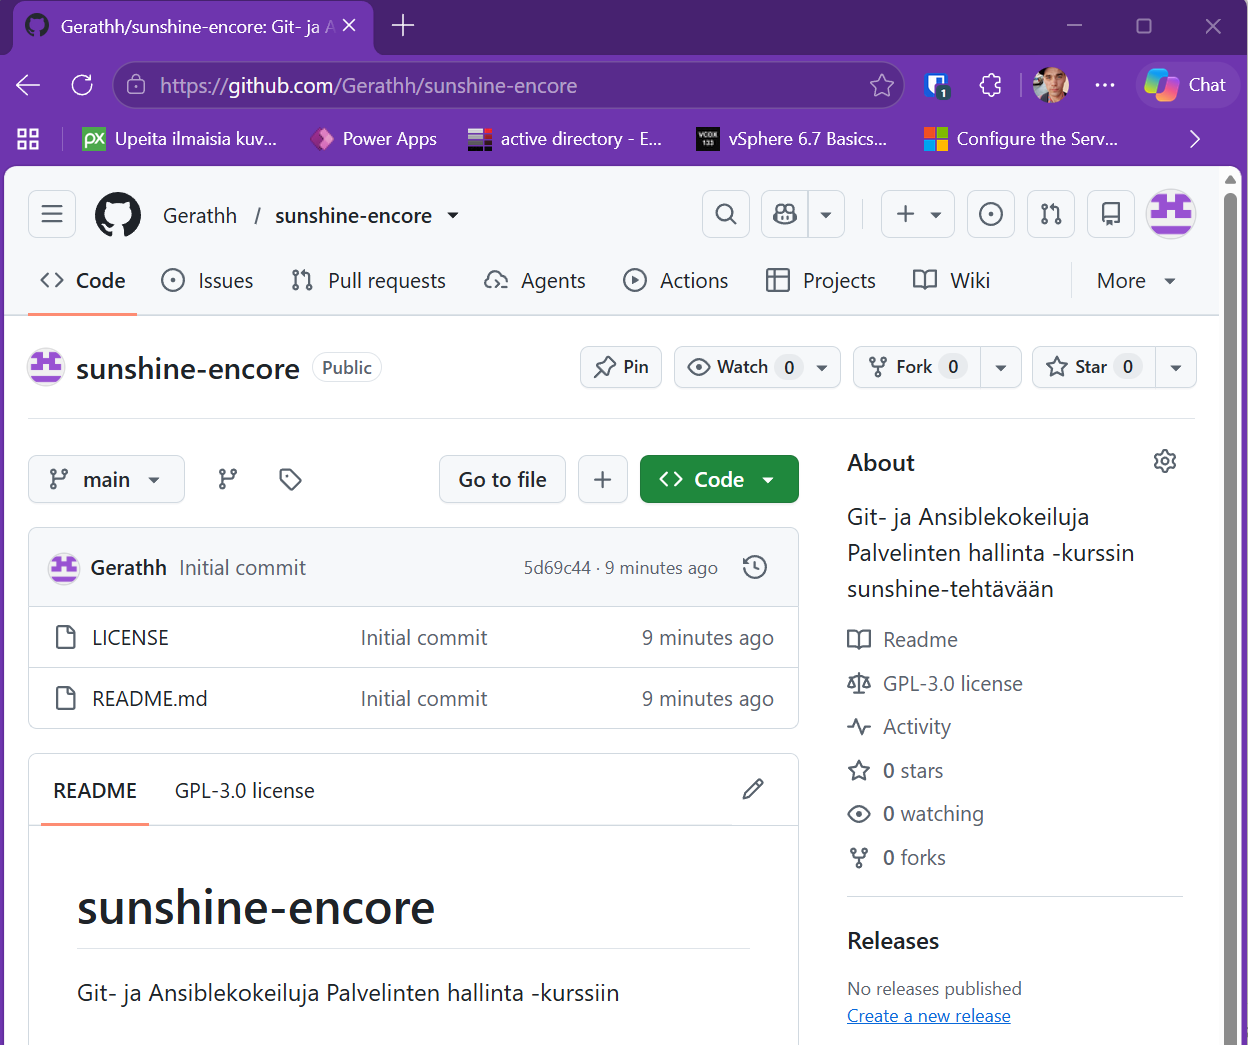 Gerathh/sunshine-encore: Git- ja A
https://github.com/Gerathh/sunshine-encore
1
Chat
px
Upeita ilmaisia kuv...
Power Apps
active directory - E...
VCON 133
vSphere 6.7 Basics...
Configure the Serv...
Gerathh / sunshine-encore
Code
Issues
Pull requests
Agents
Actions
Projects
Wiki
More
sunshine-encore Public
Pin
Watch 0
Fork 0
Star 0
main
Go to file
Code
Gerathh Initial commit 5d69c44 · 9 minutes ago
LICENSE Initial commit 9 minutes ago
README.md Initial commit 9 minutes ago
README
GPL-3.0 license
sunshine-encore
Git- ja Ansiblekokeiluja Palvelinten hallinta -kurssiin
About
Git- ja Ansiblekokeiluja
Palvelinten hallinta -kurssin
sunshine-tehtävään
Readme
GPL-3.0 license
Activity
0 stars
0 watching
0 forks
Releases
No releases published
Create a new release